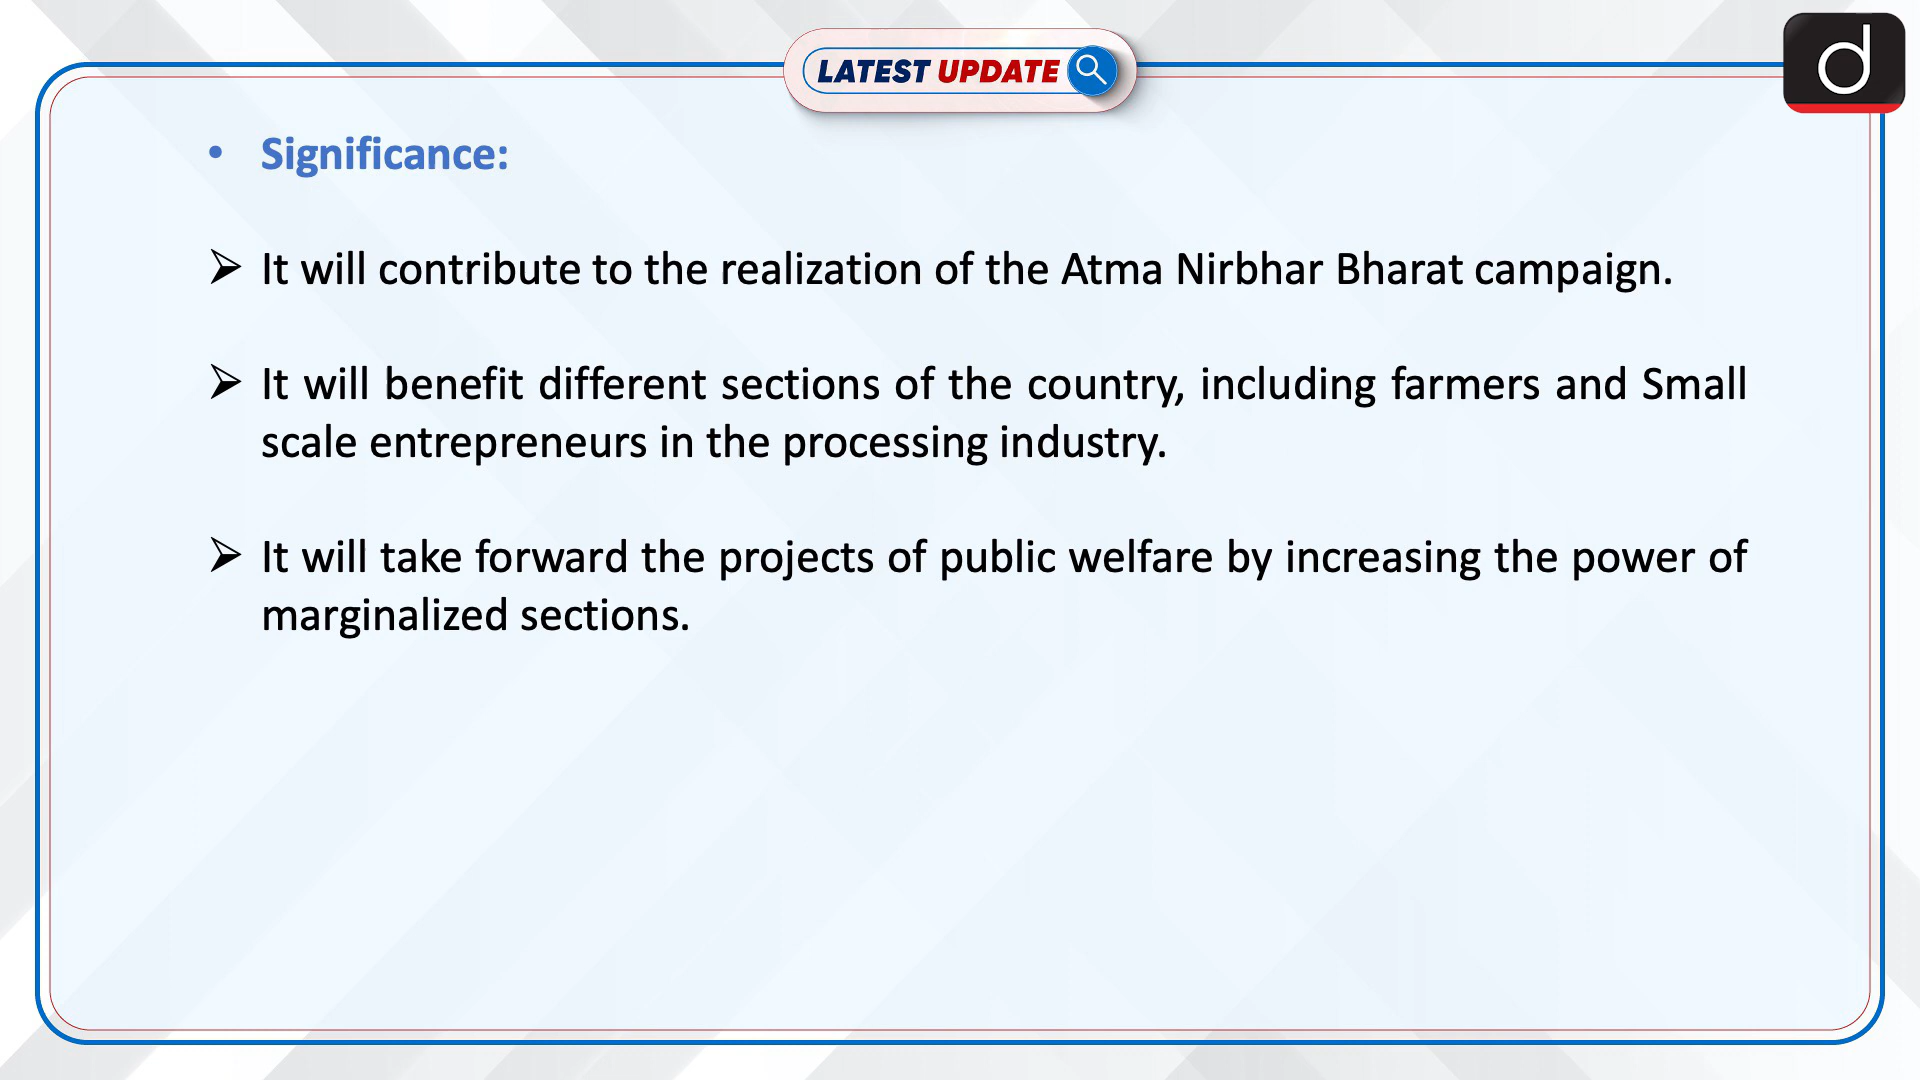 LATEST UPDATE
d
• Significance:
➢ It will contribute to the realization of the Atma Nirbhar Bharat campaign.
➢ It will benefit different sections of the country, including farmers and Small
scale entrepreneurs in the processing industry.
➢ It will take forward the projects of public welfare by increasing the power of
marginalized sections.